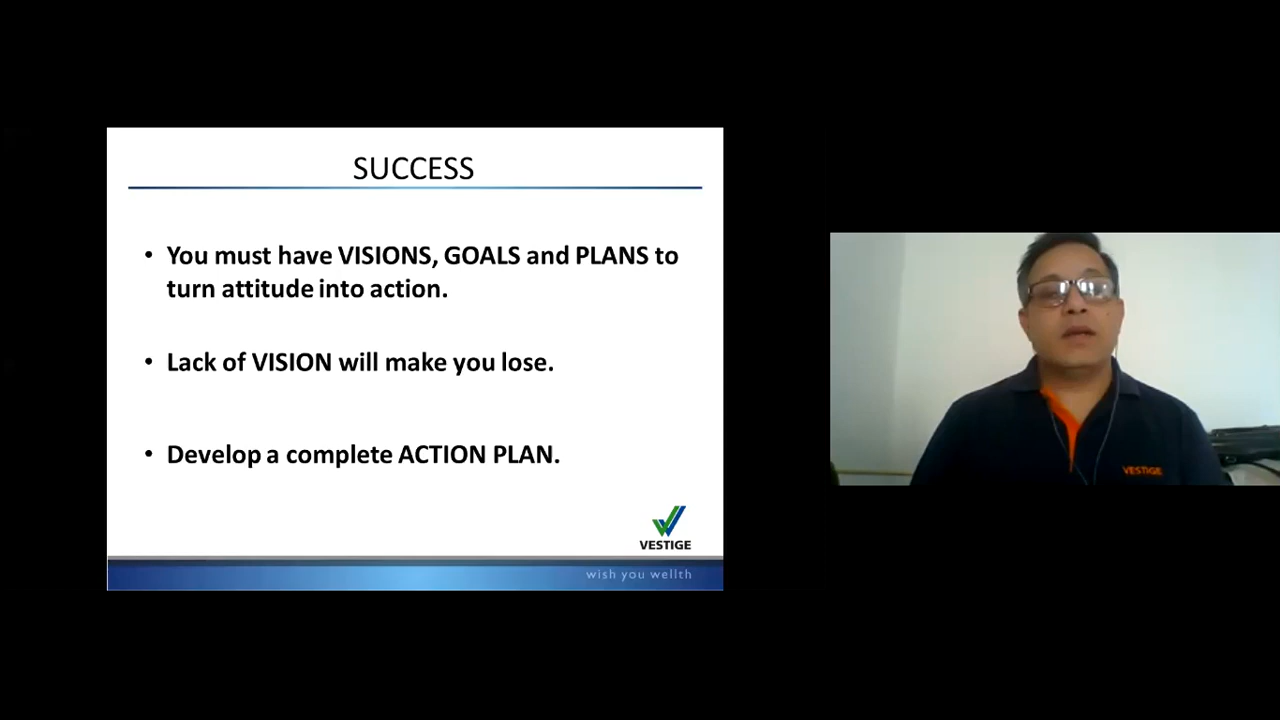 SUCCESS
• You must have VISIONS, GOALS and PLANS to
turn attitude into action.
• Lack of VISION will make you lose.
• Develop a complete ACTION PLAN.
VESTIGE
wish you wellth
VESTIGE